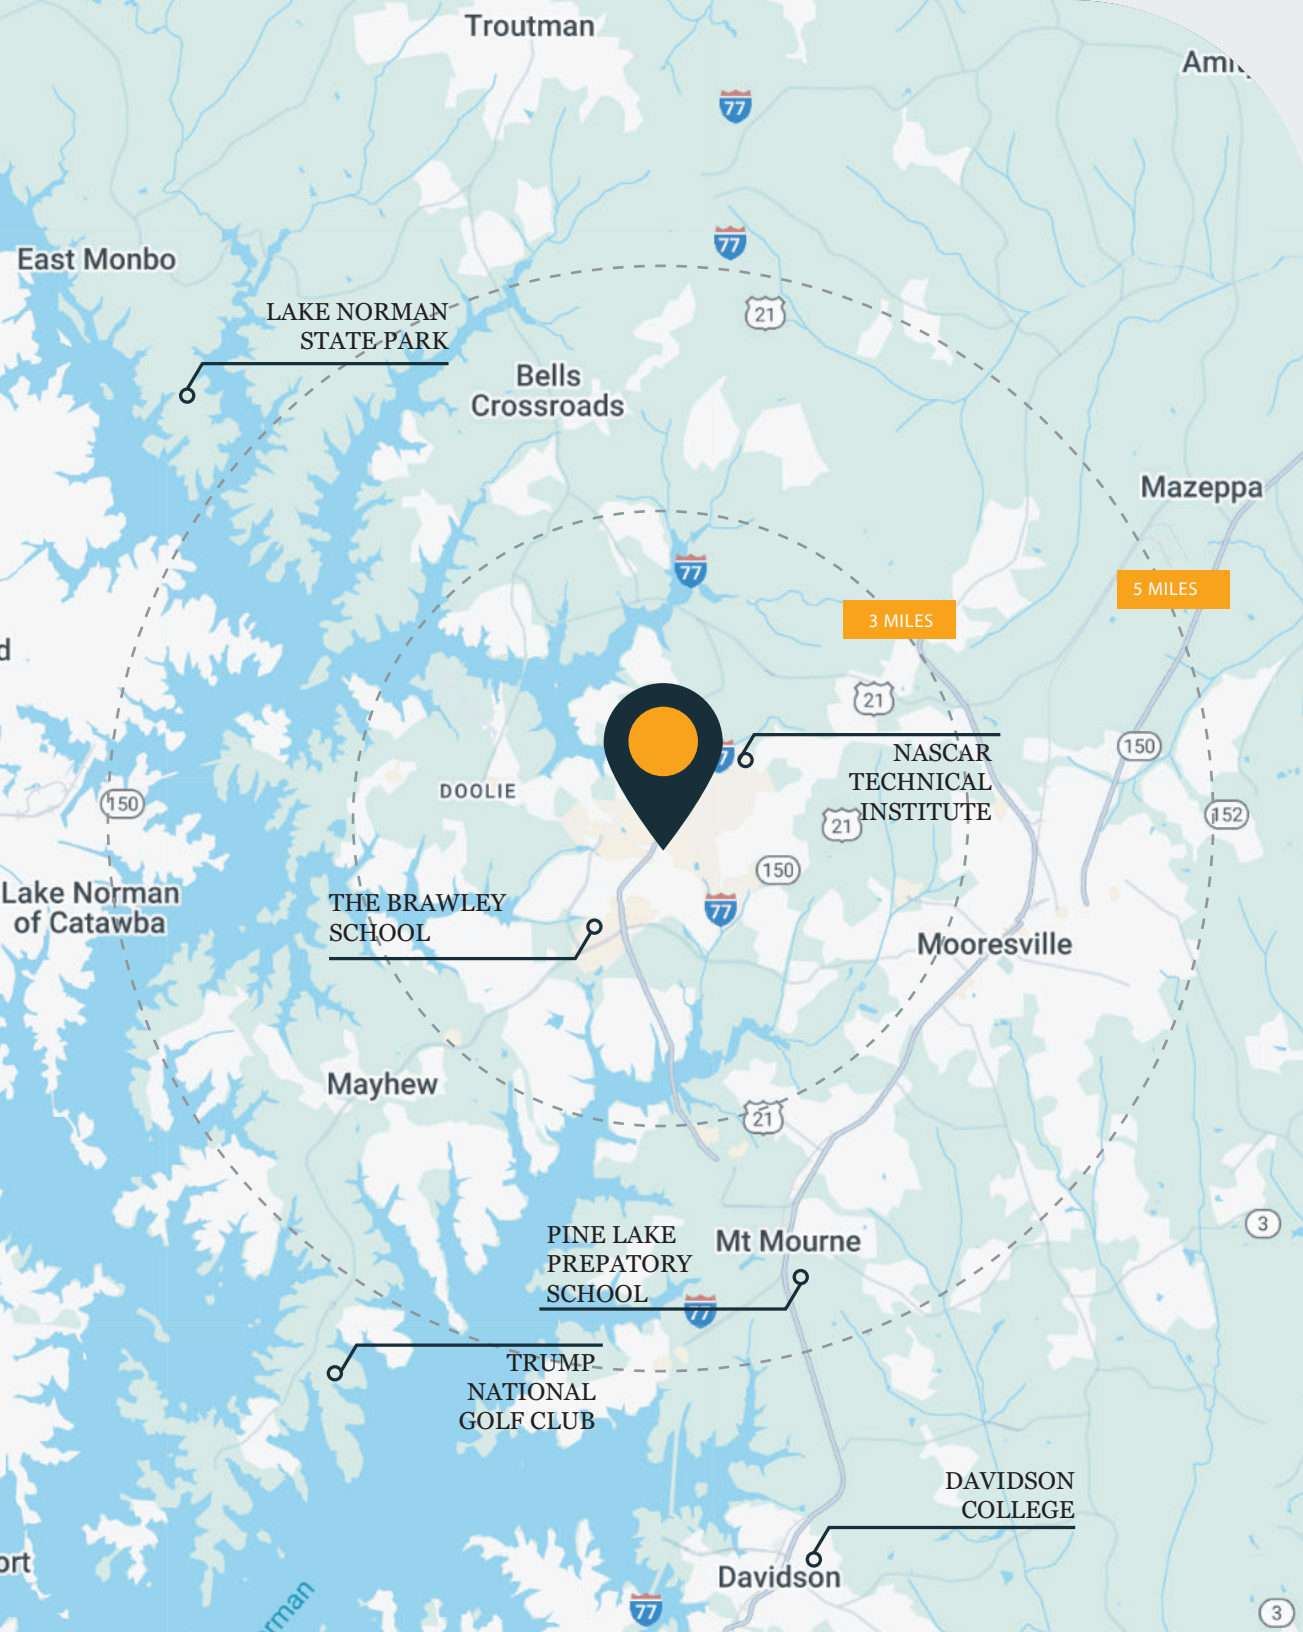 Troutman
77
77
East Monbo
LAKE NORMAN
STATE PARK
21
Bells
Crossroads
Mazeppa
77
5 MILES
3 MILES
21
150
NASCAR
TECHNICAL
INSTITUTE
DOOLIE
150
152
21
150
Lake Norman
of Catawba
THE BRAWLEY
SCHOOL
77
Mooresville
Mayhew
21
3
PINE LAKE
PREPATORY
SCHOOL
Mt Mourne
77
TRUMP
NATIONAL
GOLF CLUB
DAVIDSON
COLLEGE
Davidson
77
3